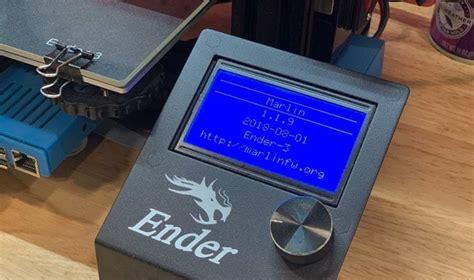 Marlin
1.1.9
2018-08-01
Ender-3
http://marlinfw.org
Ender